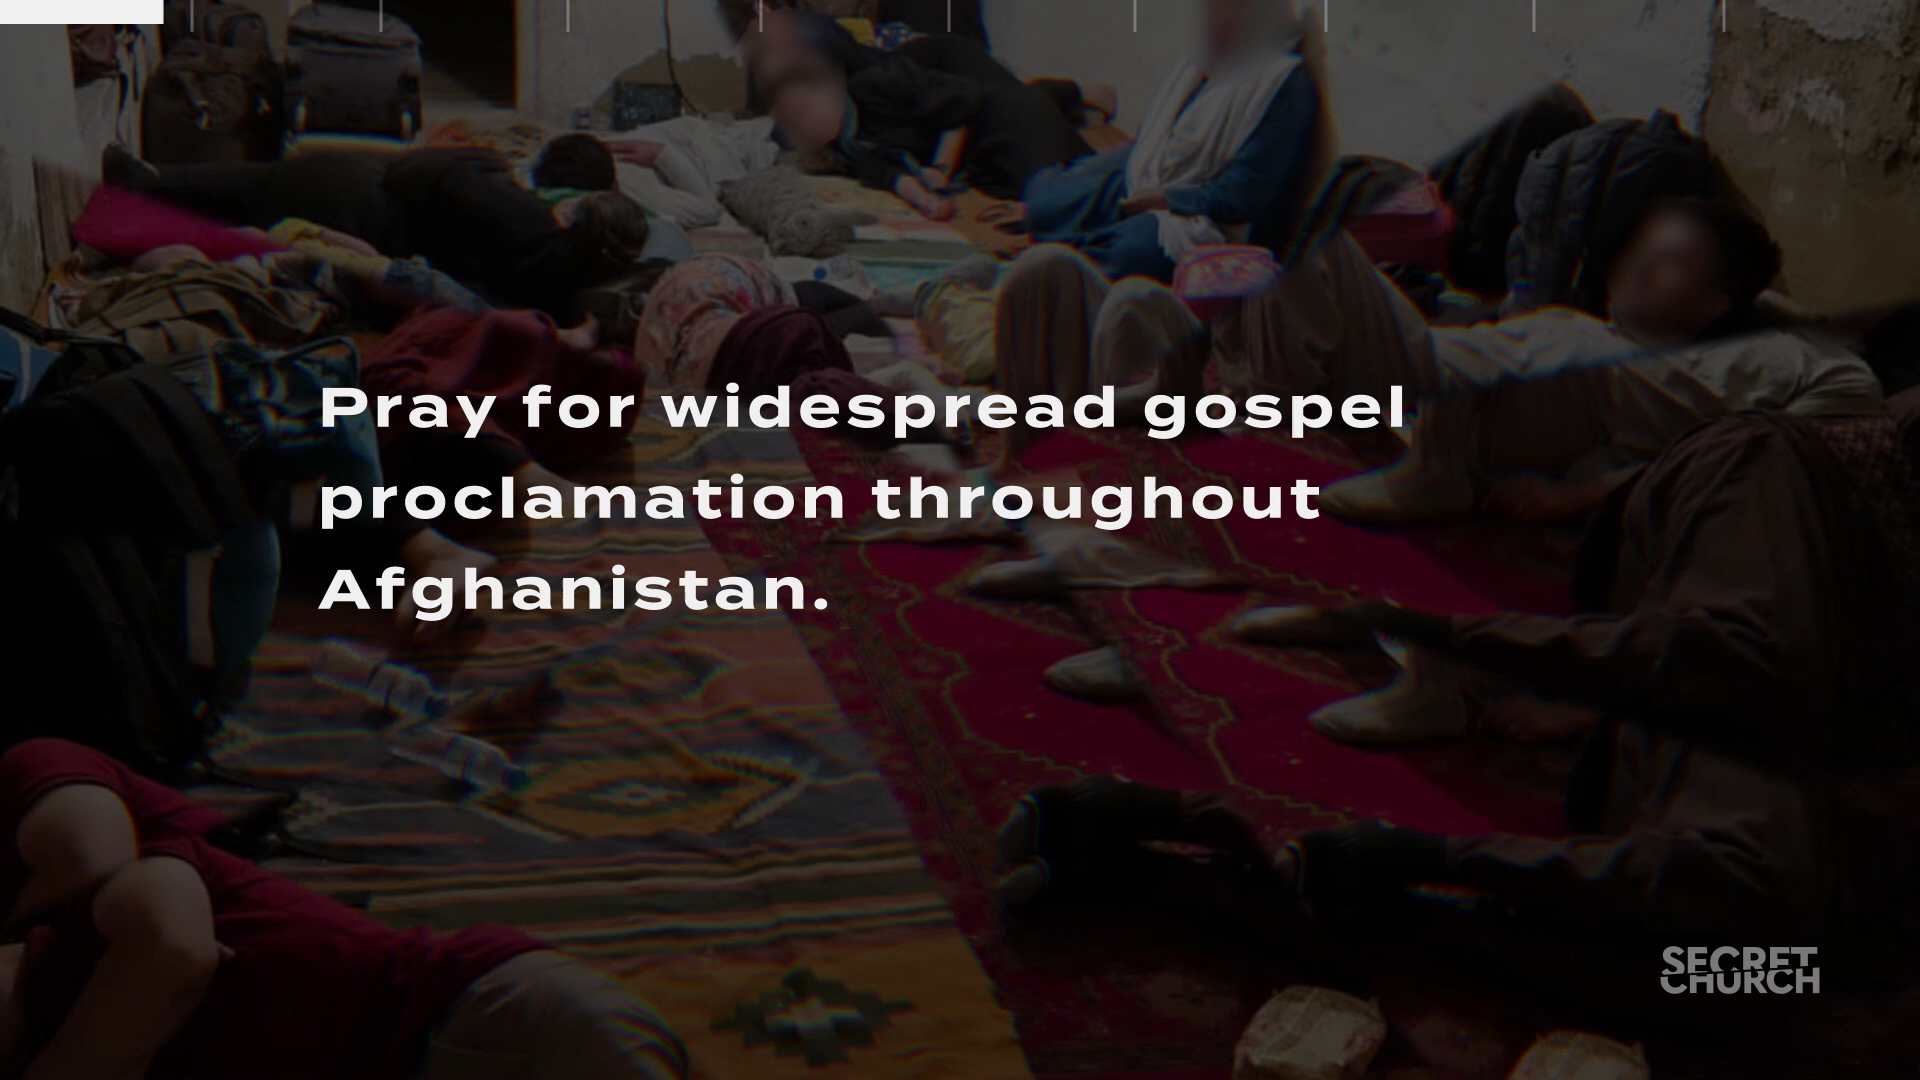 Pray for widespread gospel
proclamation throughout
Afghanistan.
SECRET
CHURCH